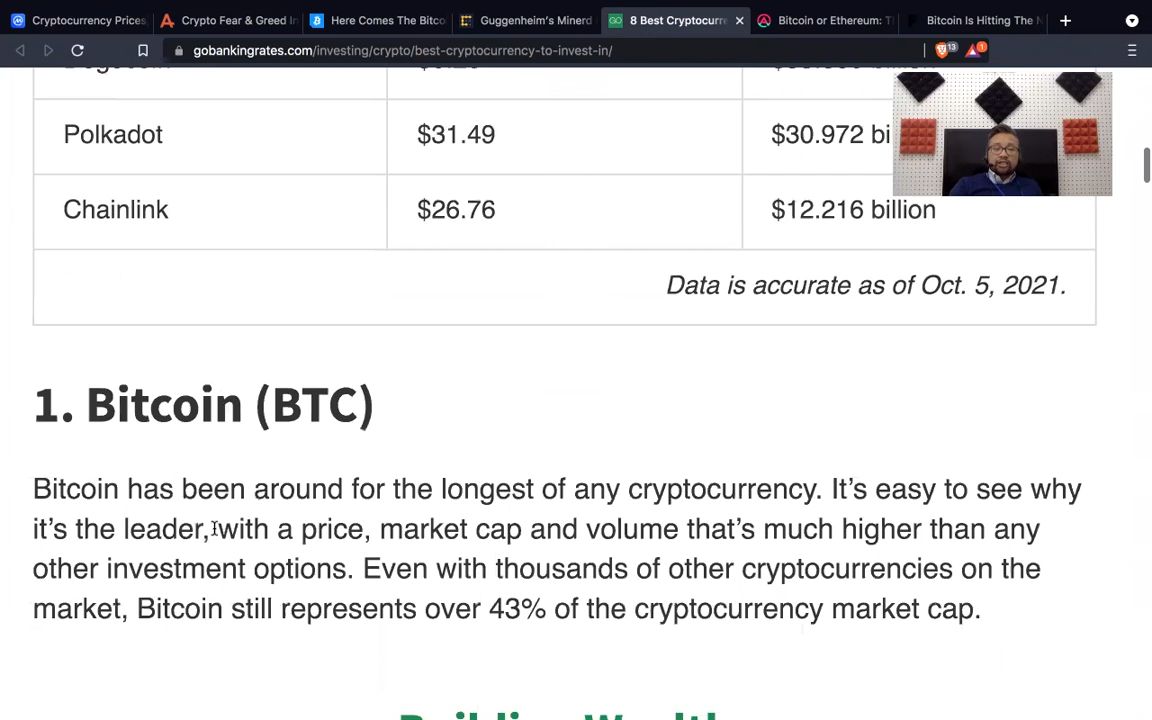 Cryptocurrency Prices,
Crypto Fear & Greed In
Here Comes The Bitco
Guggenheim's Minerd
8 Best Cryptocurre
Bitcoin or Ethereum: T
Bitcoin Is Hitting The N
gobankingrates.com/investing/crypto/best-cryptocurrency-to-invest-in/
13
1
Polkadot $31.49 $30.972 bi
Chainlink $26.76 $12.216 billion
Data is accurate as of Oct. 5, 2021.
1. Bitcoin (BTC)
Bitcoin has been around for the longest of any cryptocurrency. It's easy to see why
it's the leader, with a price, market cap and volume that's much higher than any
other investment options. Even with thousands of other cryptocurrencies on the
market, Bitcoin still represents over 43% of the cryptocurrency market cap.